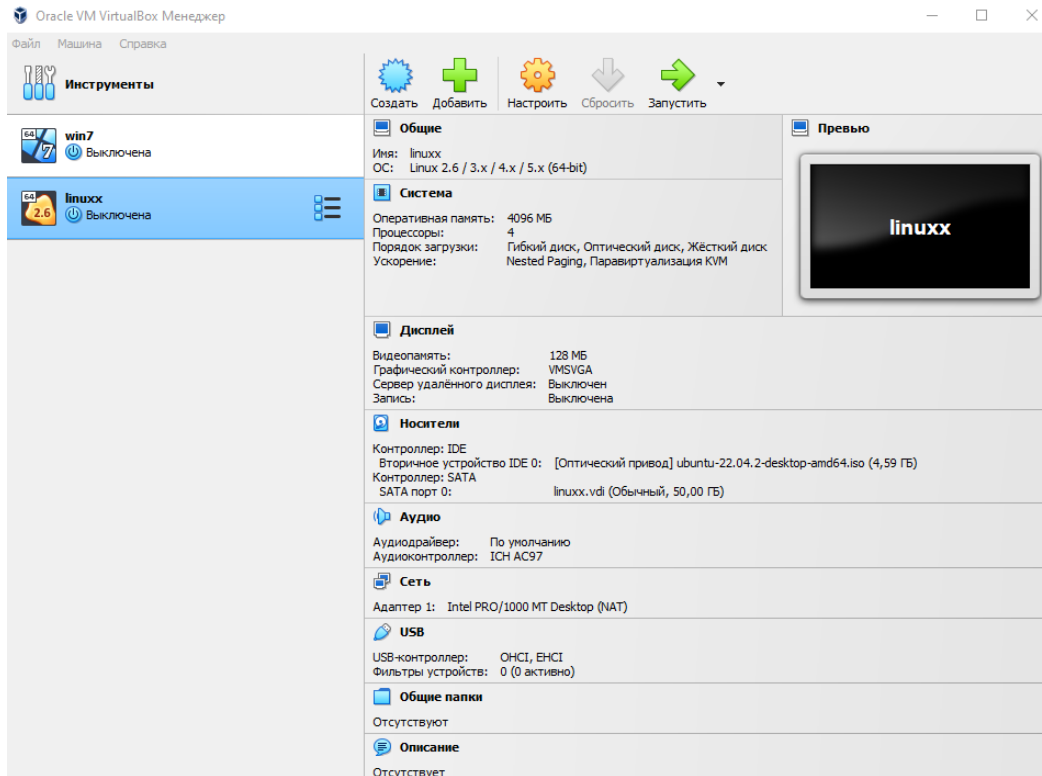 Oracle VM VirtualBox Менеджер
Файл Машина Справка
Инструменты
Создать Добавить Настроить Сбросить Запустить
64
7
win7
Выключена
64
2.6
linuxx
Выключена
Общие
Имя: linuxx
ОС: Linux 2.6 / 3.x / 4.x / 5.x (64-bit)
Превью
linuxx
Система
Оперативная память: 4096 МБ
Процессоры: 4
Порядок загрузки: Гибкий диск, Оптический диск, Жёсткий диск
Ускорение: Nested Paging, Паравиртуализация KVM
Дисплей
Видеопамять: 128 МБ
Графический контроллер: VMSVGA
Сервер удалённого дисплея: Выключен
Запись: Выключена
Носители
Контроллер: IDE
Вторичное устройство IDE 0: [Оптический привод] ubuntu-22.04.2-desktop-amd64.iso (4,59 ГБ)
Контроллер: SATA
SATA порт 0: linuxx.vdi (Обычный, 50,00 ГБ)
Аудио
Аудиодрайвер: По умолчанию
Аудиоконтроллер: ICH AC97
Сеть
Адаптер 1: Intel PRO/1000 MT Desktop (NAT)
USB
USB-контроллер: OHCI, EHCI
Фильтры устройств: 0 (0 активно)
Общие папки
Отсутствуют
Описание
Отсутствует